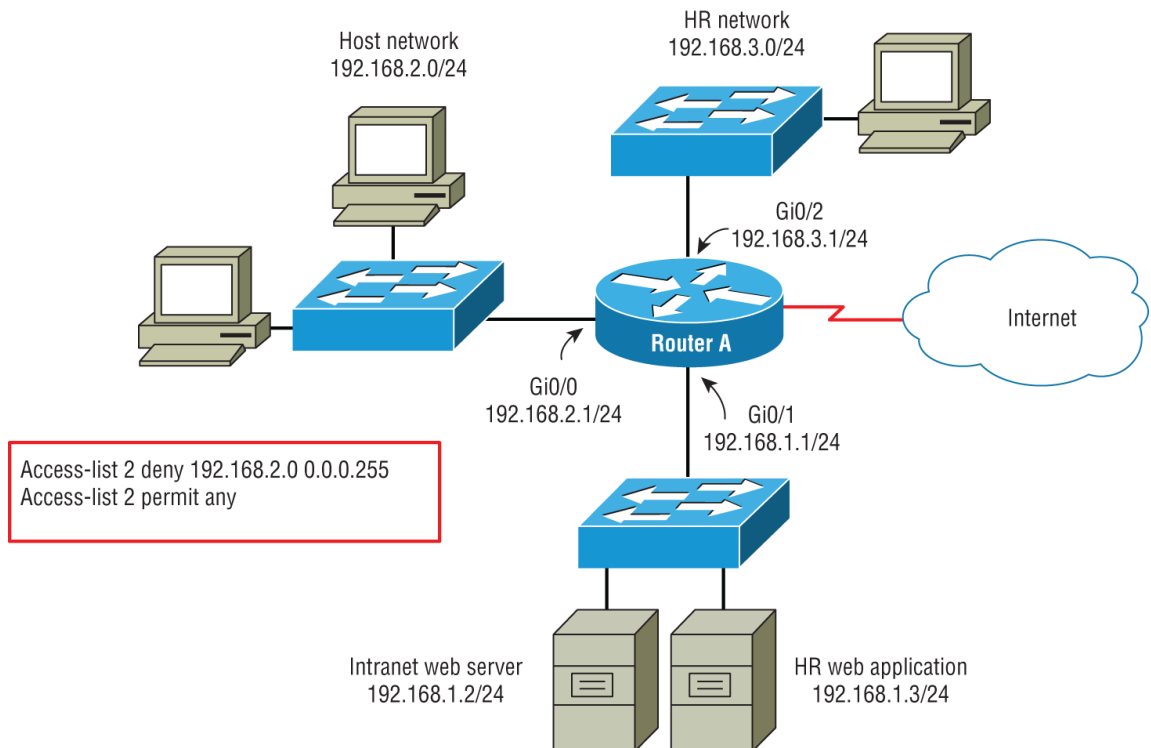 HR network
192.168.3.0/24
Host network
192.168.2.0/24
Gi0/2
192.168.3.1/24
Internet
Router A
Gi0/0
192.168.2.1/24
Gi0/1
192.168.1.1/24
Access-list 2 deny 192.168.2.0 0.0.0.255
Access-list 2 permit any
Intranet web server
192.168.1.2/24
HR web application
192.168.1.3/24